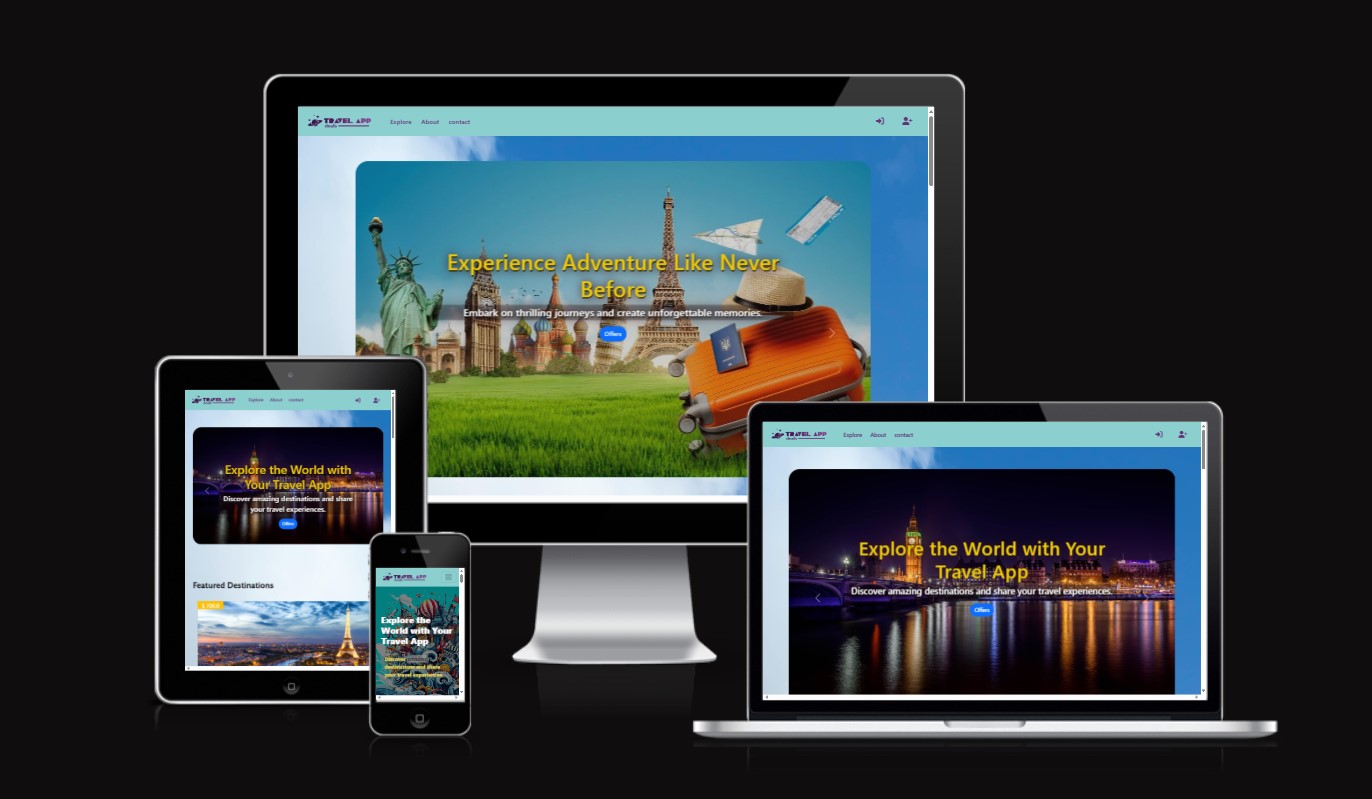 TRAVEL APP
Explore About contact
Experience Adventure Like Never
Before
Embark on thrilling journeys and create unforgettable memories.
Offers
TRAVEL APP
Explore About contact
Explore the World with
Your Travel App
Discover amazing destinations and share
your travel experiences.
Offers
Featured Destinations
TRAVEL APP
Explore the
World with Your
Travel App
Discover
destinations and share
your travel experience
TRAVEL APP
Explore About contact
Explore the World with Your
Travel App
Discover amazing destinations and share your travel experiences.
Offers